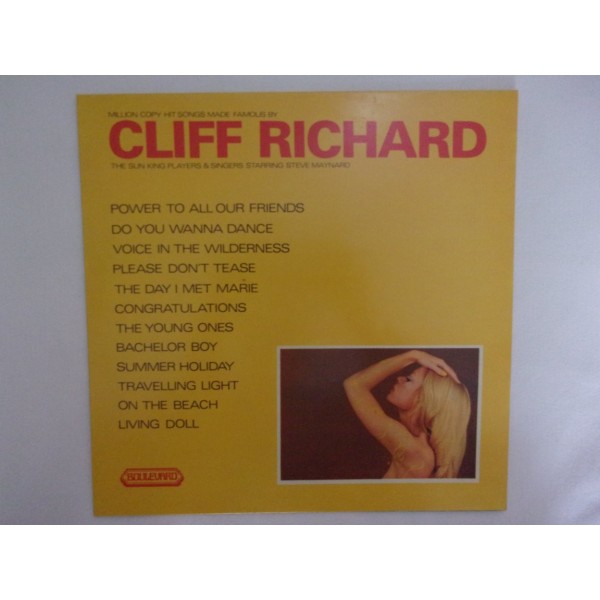 MILLION COPY HIT SONGS MADE FAMOUS BY
CLIFF RICHARD
THE SUN KING PLAYERS & SINGERS STARRING STEVE MAYNARD
POWER TO ALL OUR FRIENDS
DO YOU WANNA DANCE
VOICE IN THE WILDERNESS
PLEASE DON'T TEASE
THE DAY I MET MARIE
CONGRATULATIONS
THE YOUNG ONES
BACHELOR BOY
SUMMER HOLIDAY
TRAVELLING LIGHT
ON THE BEACH
LIVING DOLL
BOULEVARD